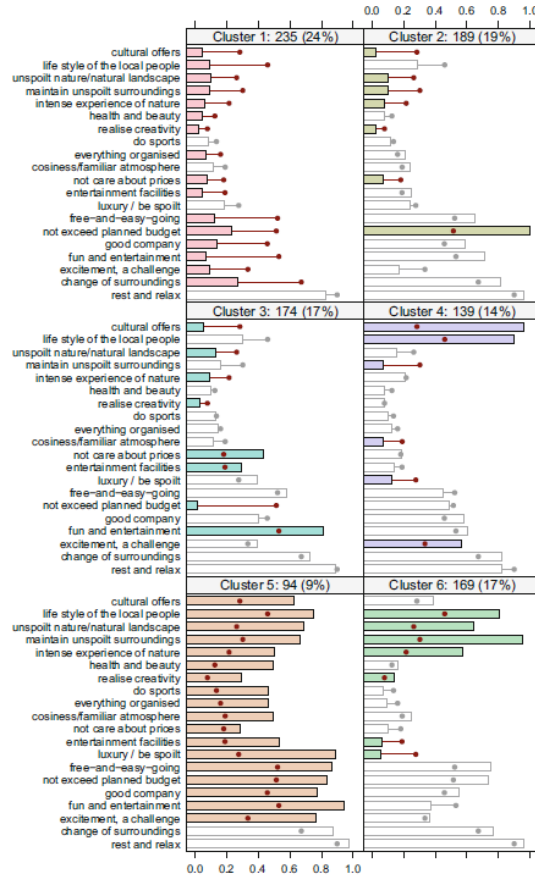 0.0 0.2 0.4 0.6 0.8 1.0
Cluster 1: 235 (24%) Cluster 2: 189 (19%)
cultural offers
life style of the local people
unspoilt nature/natural landscape
maintain unspoilt surroundings
intense experience of nature
health and beauty
realise creativity
do sports
everything organised
cosiness/familiar atmosphere
not care about prices
entertainment facilities
luxury / be spoilt
free-and-easy-going
not exceed planned budget
good company
fun and entertainment
excitement, a challenge
change of surroundings
rest and relax
Cluster 3: 174 (17%) Cluster 4: 139 (14%)
cultural offers
life style of the local people
unspoilt nature/natural landscape
maintain unspoilt surroundings
intense experience of nature
health and beauty
realise creativity
do sports
everything organised
cosiness/familiar atmosphere
not care about prices
entertainment facilities
luxury / be spoilt
free-and-easy-going
not exceed planned budget
good company
fun and entertainment
excitement, a challenge
change of surroundings
rest and relax
Cluster 5: 94 (9%) Cluster 6: 169 (17%)
cultural offers
life style of the local people
unspoilt nature/natural landscape
maintain unspoilt surroundings
intense experience of nature
health and beauty
realise creativity
do sports
everything organised
cosiness/familiar atmosphere
not care about prices
entertainment facilities
luxury / be spoilt
free-and-easy-going
not exceed planned budget
good company
fun and entertainment
excitement, a challenge
change of surroundings
rest and relax
0.0 0.2 0.4 0.6 0.8 1.0